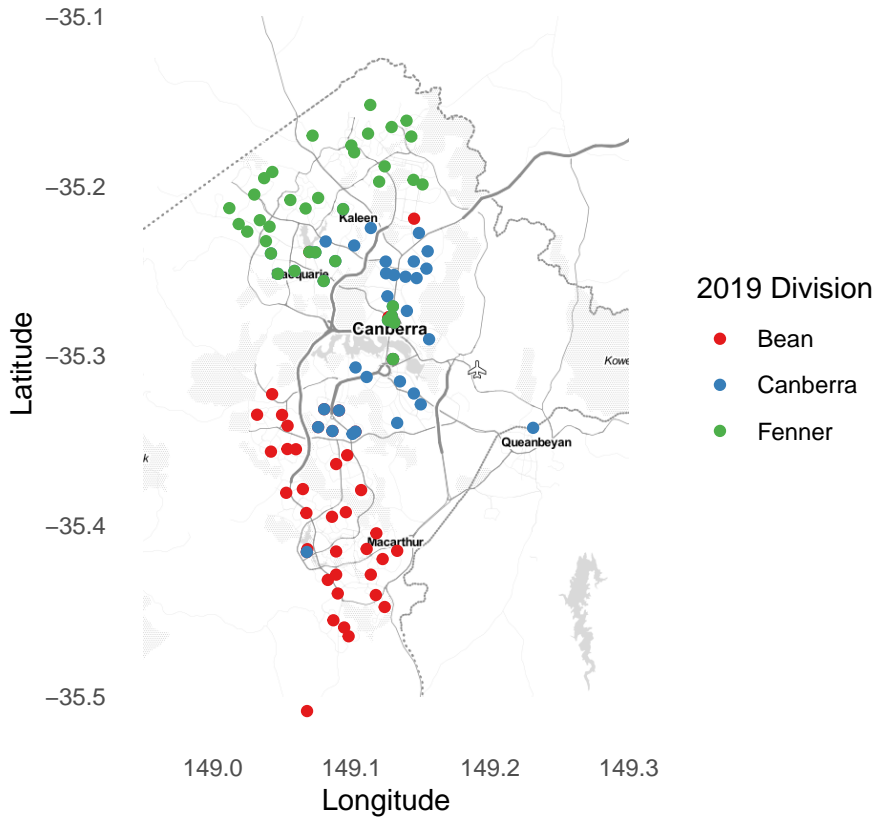 −35.1
−35.2
−35.3
−35.4
−35.5
Latitude
149.0
149.1
149.2
149.3
Longitude
Kaleen
Canberra
Kowe
Queanbeyan
k
Macarthur
2019 Division
Bean
Canberra
Fenner